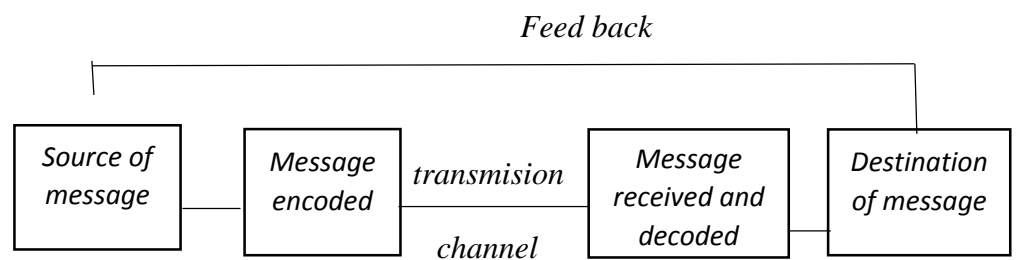 Feed back
Source of
message
Message
encoded
transmision
channel
Message
received and
decoded
Destination
of message